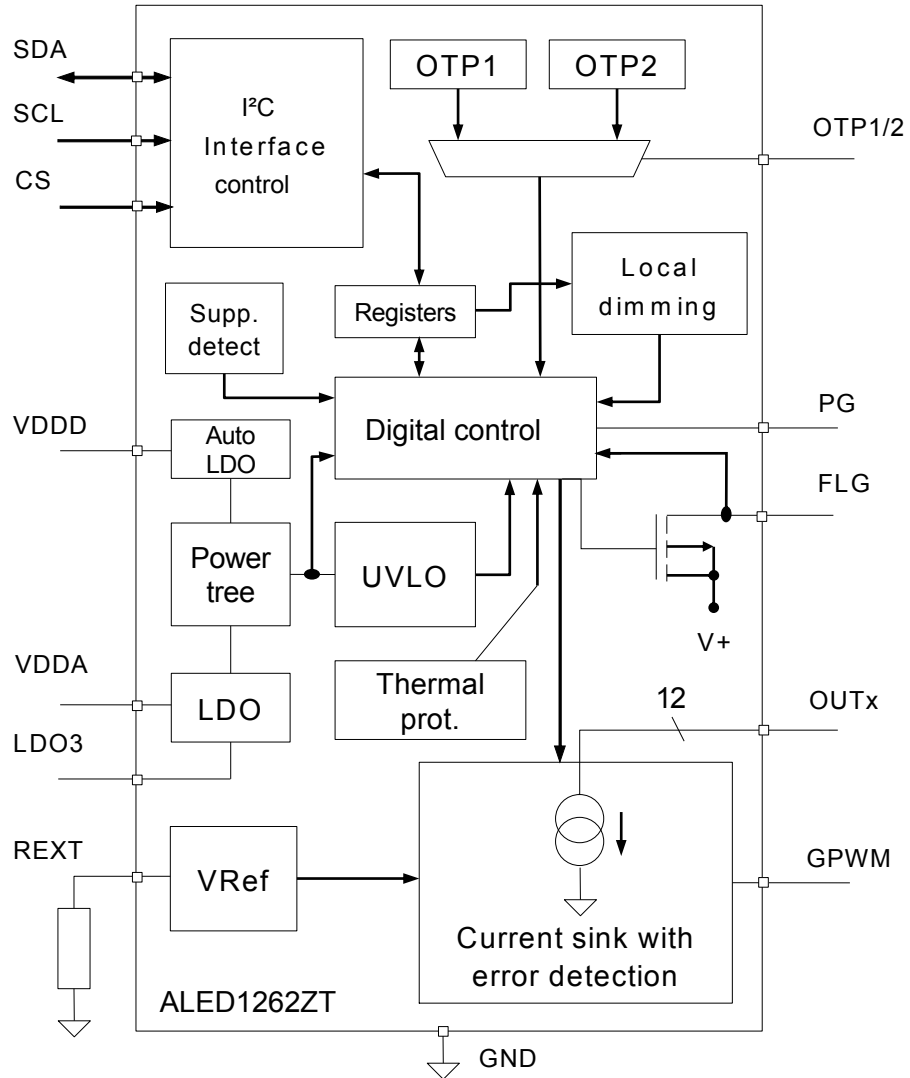 SDA
SCL
CS
I²C
Interface
control
OTP1
OTP2
OTP1/2
Registers
Local
dimming
Supp.
detect
VDDD
Auto
LDO
Digital control
PG
FLG
Power
tree
UVLO
V+
VDDA
LDO
Thermal
prot.
12
OUTx
LDO3
REXT
VRef
GPWM
Current sink with
error detection
ALED1262ZT
GND